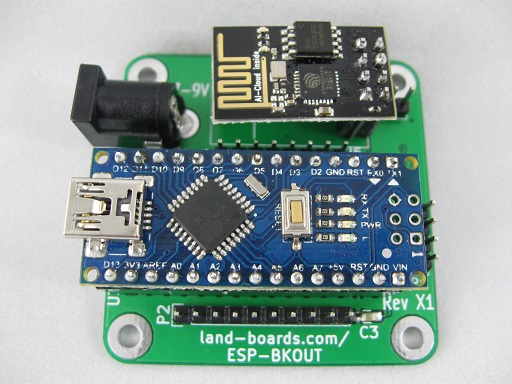 7-9V
AI-Cloud Inside
D12 D11 D10 D9 D8 D7 D6 D5 D4 D3 D2 GND RST RX0 TX1
RX TX
PWR
1
D13 3V3 AREF A0 A1 A2 A3 A4 A5 A6 A7 +5V RST GND VIN
Rev X1
P2
C3
land-boards.com/
ESP-BKOUT